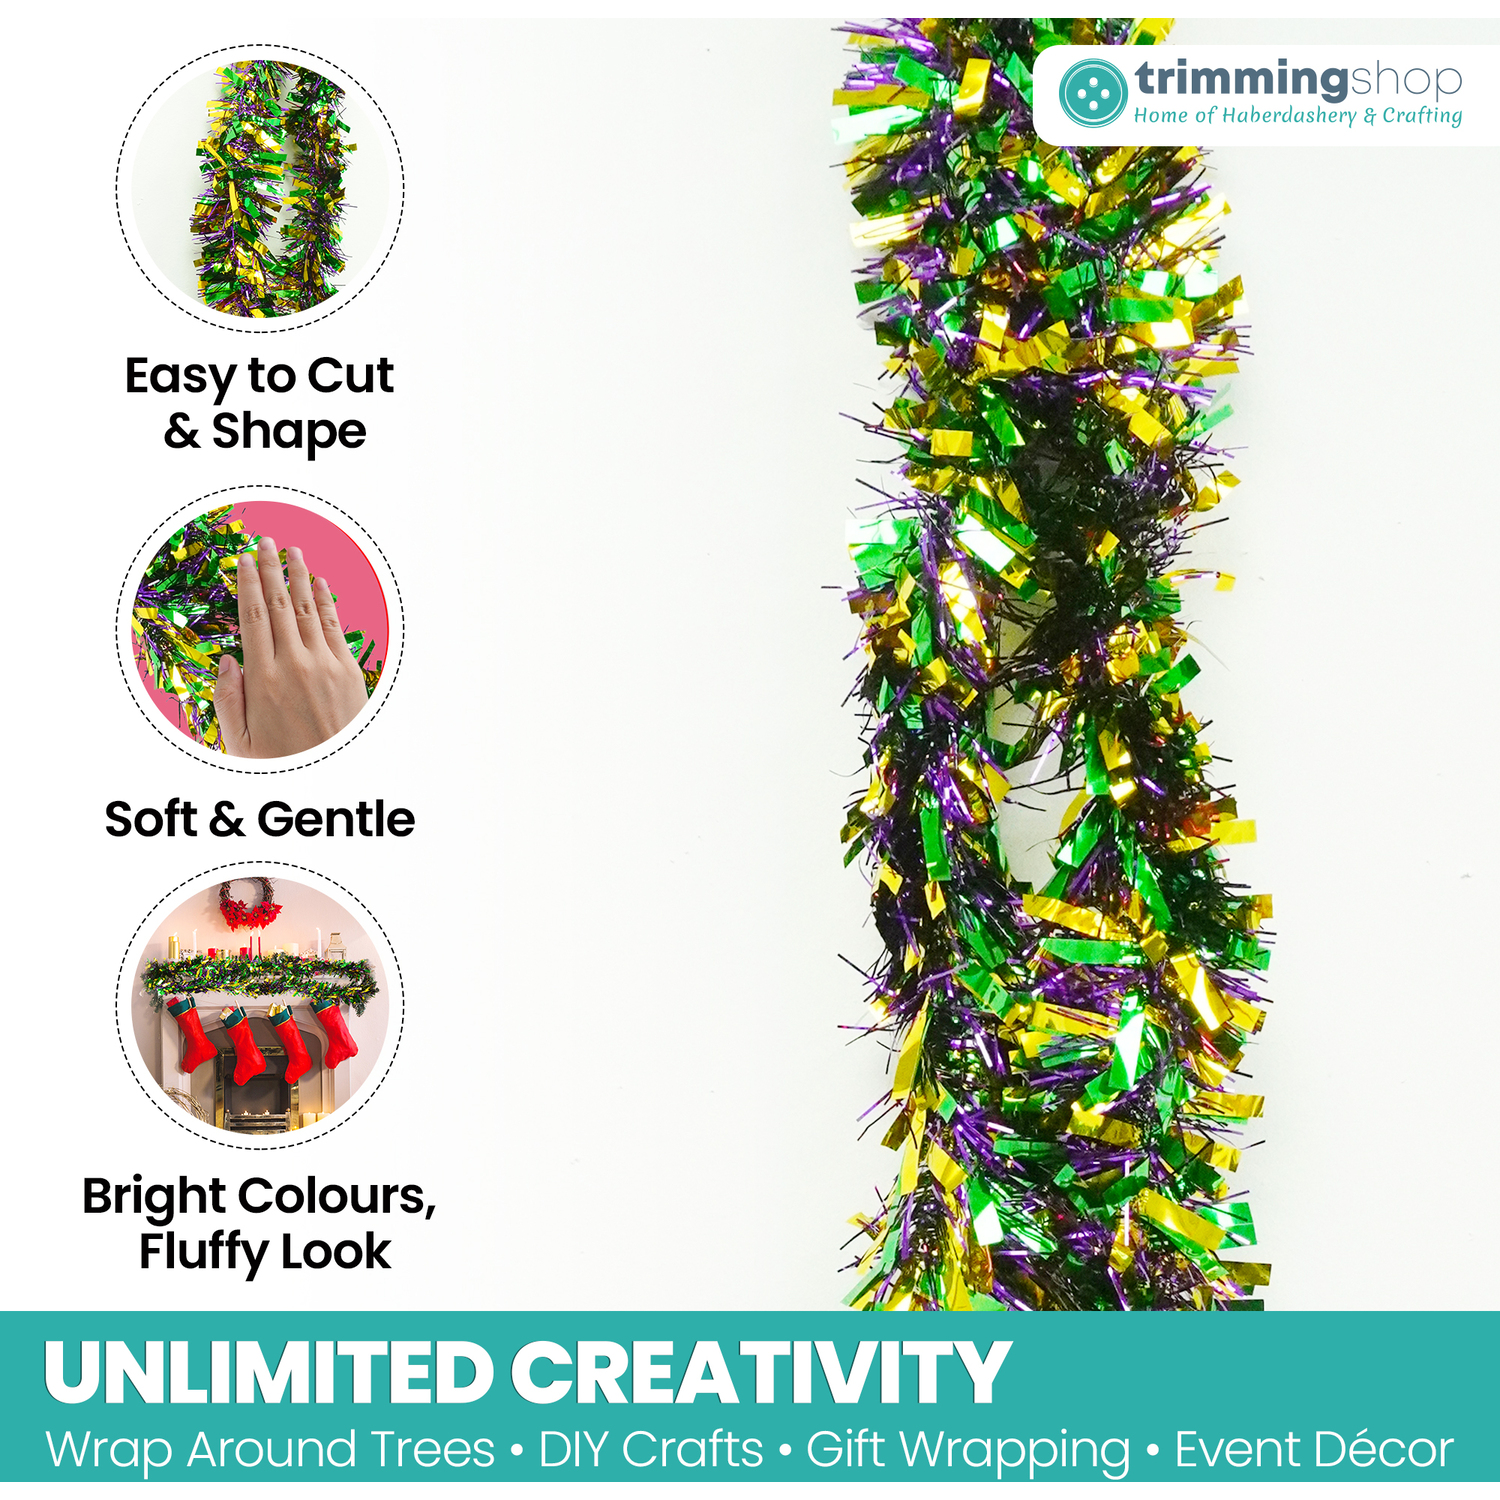 trimmingshop
Home of Haberdashery & Crafting
Easy to Cut
& Shape
Soft & Gentle
Bright Colours,
Fluffy Look
UNLIMITED CREATIVITY
Wrap Around Trees • DIY Crafts • Gift Wrapping • Event Décor